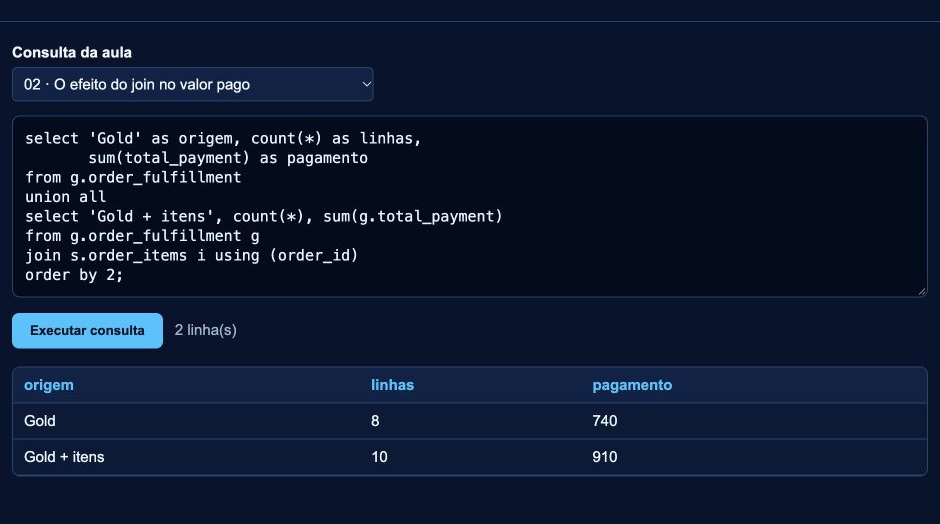 Consulta da aula
02 · O efeito do join no valor pago
select 'Gold' as origem, count(*) as linhas,
       sum(total_payment) as pagamento
from g.order_fulfillment
union all
select 'Gold + itens', count(*), sum(g.total_payment)
from g.order_fulfillment g
join s.order_items i using (order_id)
order by 2;
Executar consulta 2 linha(s)
origem linhas pagamento
Gold 8 740
Gold + itens 10 910